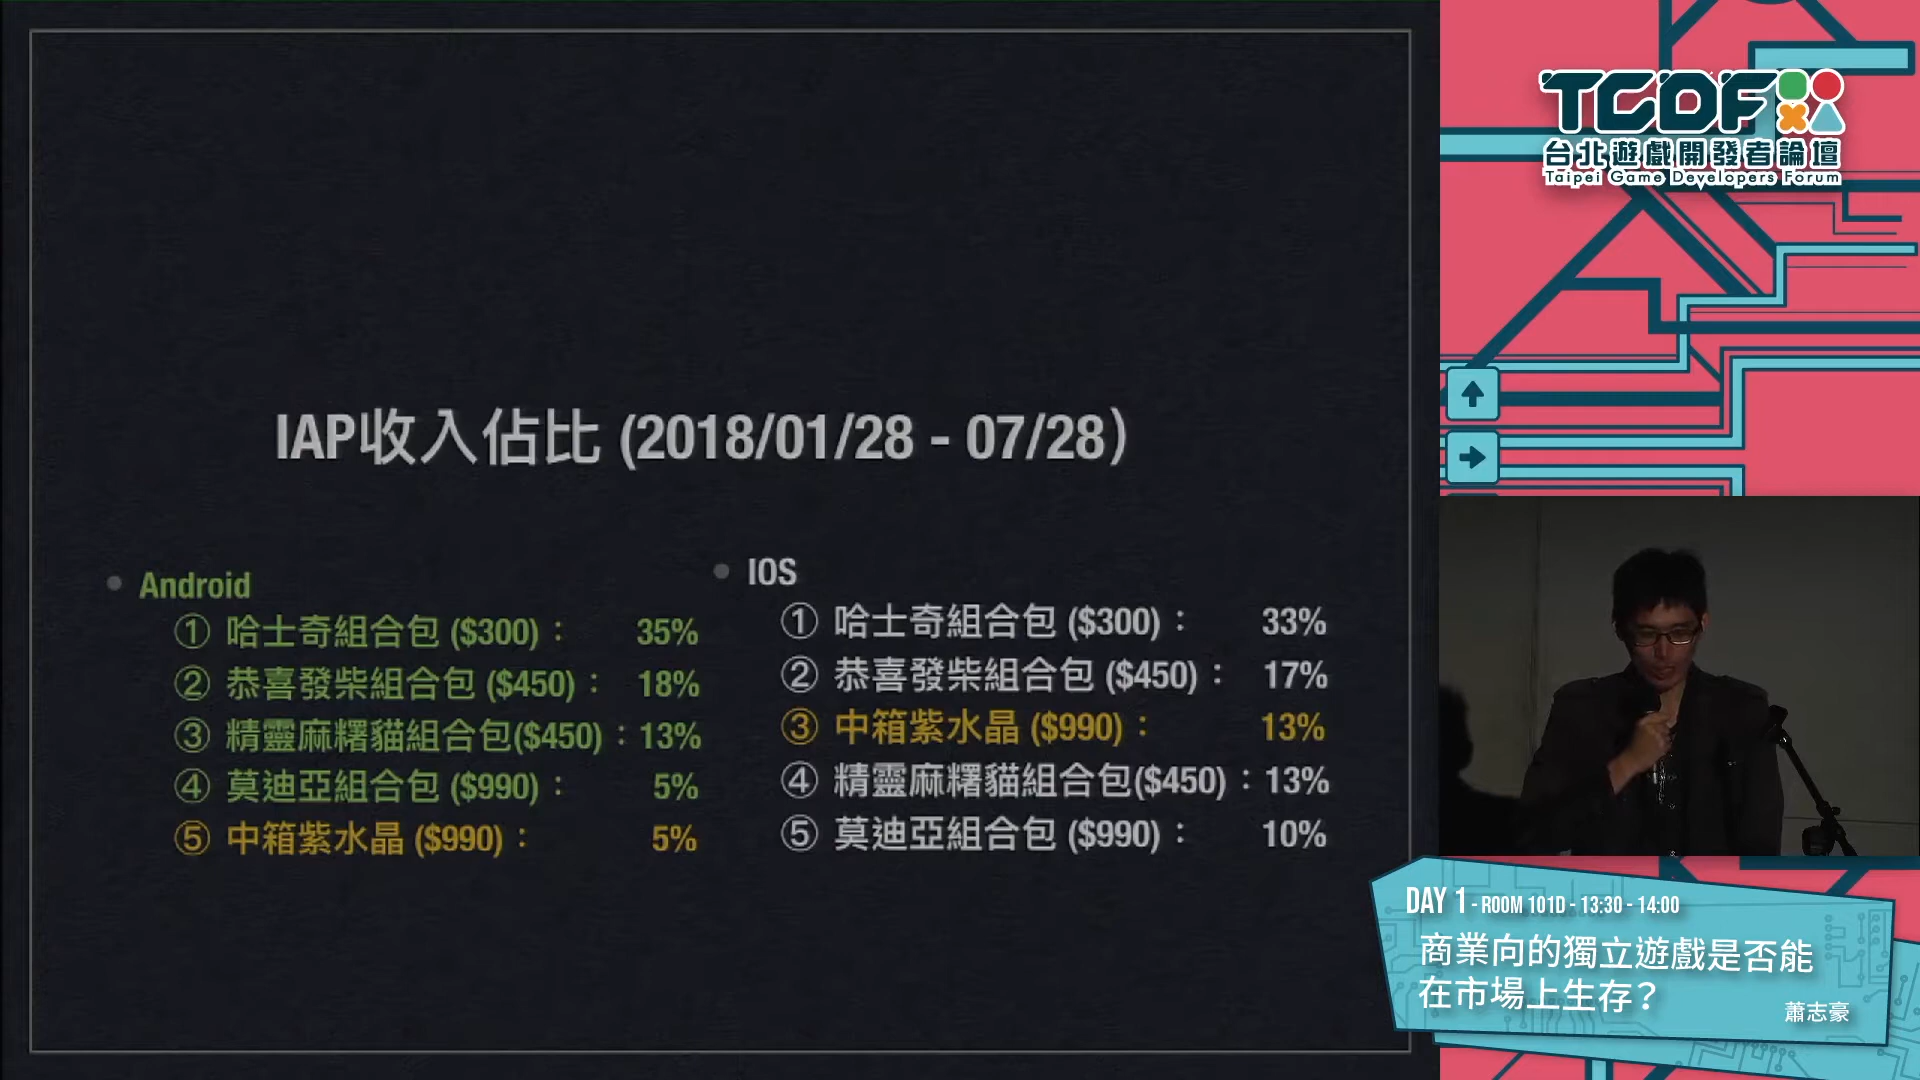 IAP收入佔比 (2018/01/28 - 07/28)
Android
① 哈士奇組合包 ($300)： 35%
② 恭喜發柴組合包 ($450)： 18%
③ 精靈麻糬貓組合包($450)：13%
④ 莫迪亞組合包 ($990)： 5%
⑤ 中箱紫水晶 ($990)： 5%
IOS
① 哈士奇組合包 ($300)： 33%
② 恭喜發柴組合包 ($450)： 17%
③ 中箱紫水晶 ($990)： 13%
④ 精靈麻糬貓組合包($450)：13%
⑤ 莫迪亞組合包 ($990)： 10%
TGDF
台北遊戲開發者論壇
Taipei Game Developers Forum
DAY 1 - ROOM 101D - 13:30 - 14:00
商業向的獨立遊戲是否能
在市場上生存？
蕭志豪